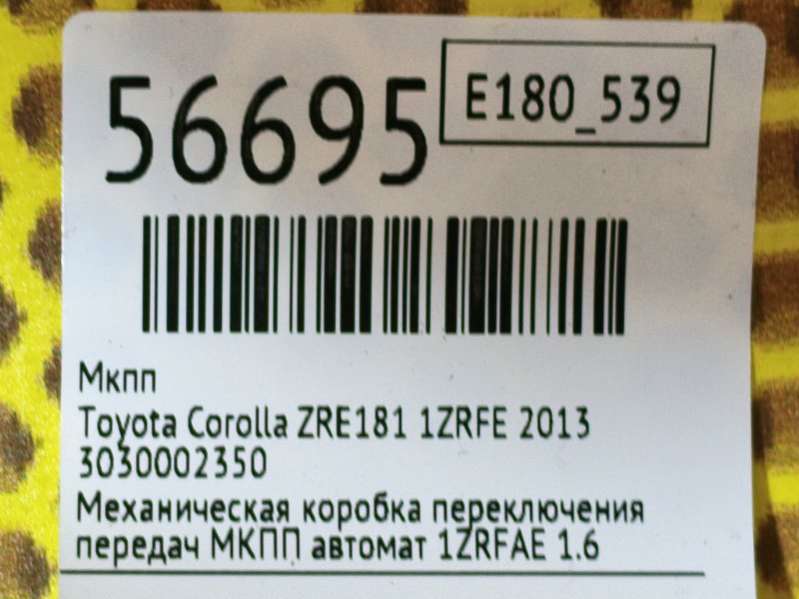 56695
E180_539
Мкпп
Toyota Corolla ZRE181 1ZRFE 2013
3030002350
Механическая коробка переключения
передач МКПП автомат 1ZRFAE 1.6